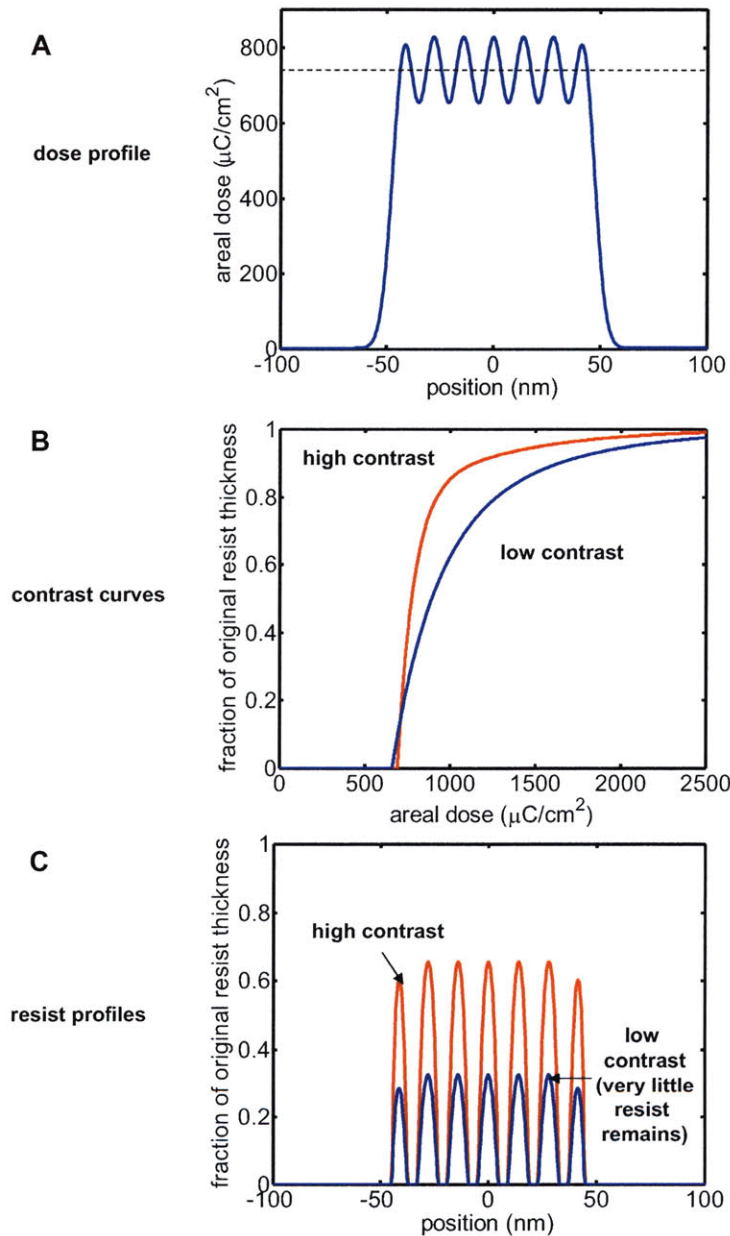 A
dose profile
areal dose (μC/cm²)
800
600
400
200
0
-100
-50
0
50
100
position (nm)
B
contrast curves
fraction of original resist thickness
1
0.8
0.6
0.4
0.2
0
high contrast
low contrast
0
500
1000
1500
2000
2500
areal dose (μC/cm²)
C
resist profiles
fraction of original resist thickness
1
0.8
0.6
0.4
0.2
0
high contrast
low
contrast
(very little
resist
remains)
-100
-50
0
50
100
position (nm)